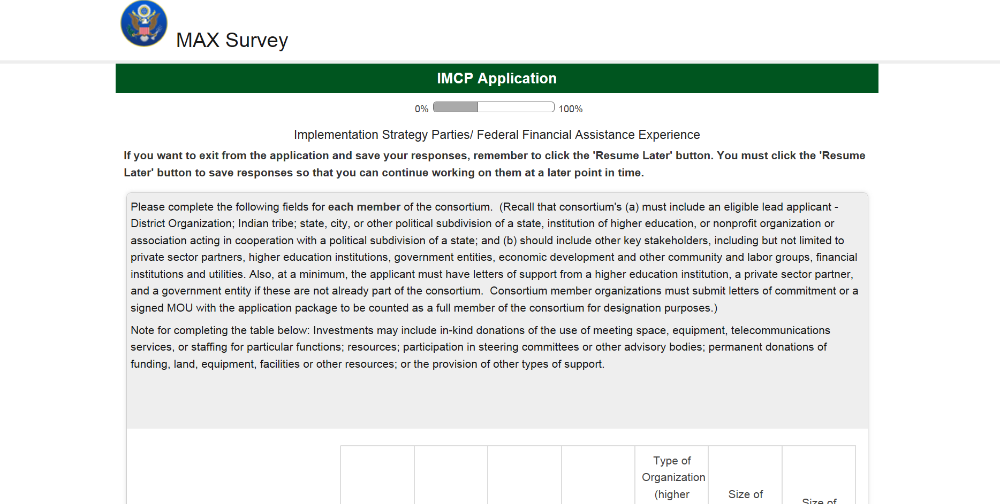 MAX Survey
IMCP Application
0% 100%
Implementation Strategy Parties/ Federal Financial Assistance Experience
If you want to exit from the application and save your responses, remember to click the 'Resume Later' button. You must click the 'Resume
Later' button to save responses so that you can continue working on them at a later point in time.
Please complete the following fields for each member of the consortium.  (Recall that consortium's (a) must include an eligible lead applicant -
District Organization; Indian tribe; state, city, or other political subdivision of a state, institution of higher education, or nonprofit organization or
association acting in cooperation with a political subdivision of a state; and (b) should include other key stakeholders, including but not limited to
private sector partners, higher education institutions, government entities, economic development and other community and labor groups, financial
institutions and utilities. Also, at a minimum, the applicant must have letters of support from a higher education institution, a private sector partner,
and a government entity if these are not already part of the consortium.  Consortium member organizations must submit letters of commitment or a
signed MOU with the application package to be counted as a full member of the consortium for designation purposes.)
Note for completing the table below: Investments may include in-kind donations of the use of meeting space, equipment, telecommunications
services, or staffing for particular functions; resources; participation in steering committees or other advisory bodies; permanent donations of
funding, land, equipment, facilities or other resources; or the provision of other types of support.
Type of
Organization
(higher
Size of
Size of